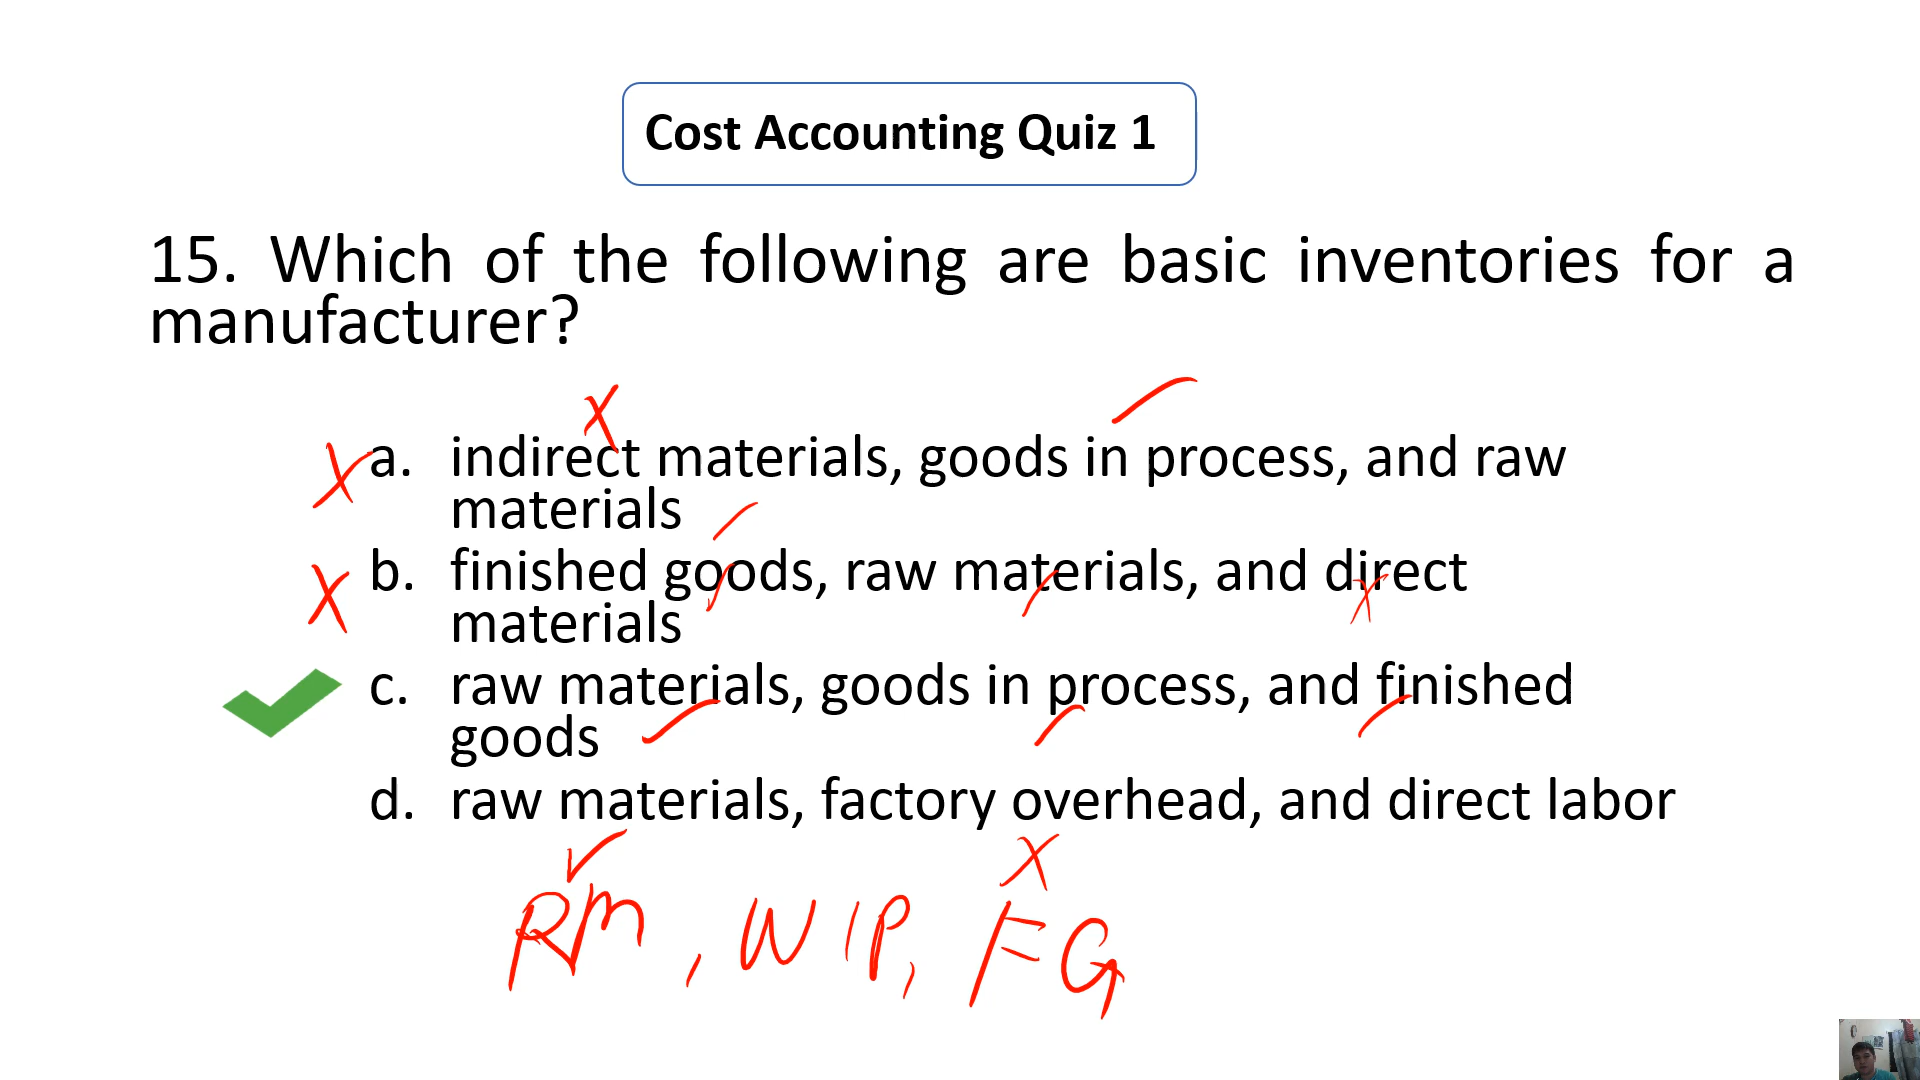 Cost Accounting Quiz 1
15. Which of the following are basic inventories for a
manufacturer?
a. indirect materials, goods in process, and raw
materials
b. finished goods, raw materials, and direct
materials
c. raw materials, goods in process, and finished
goods
d. raw materials, factory overhead, and direct labor
RM, WIP, FG